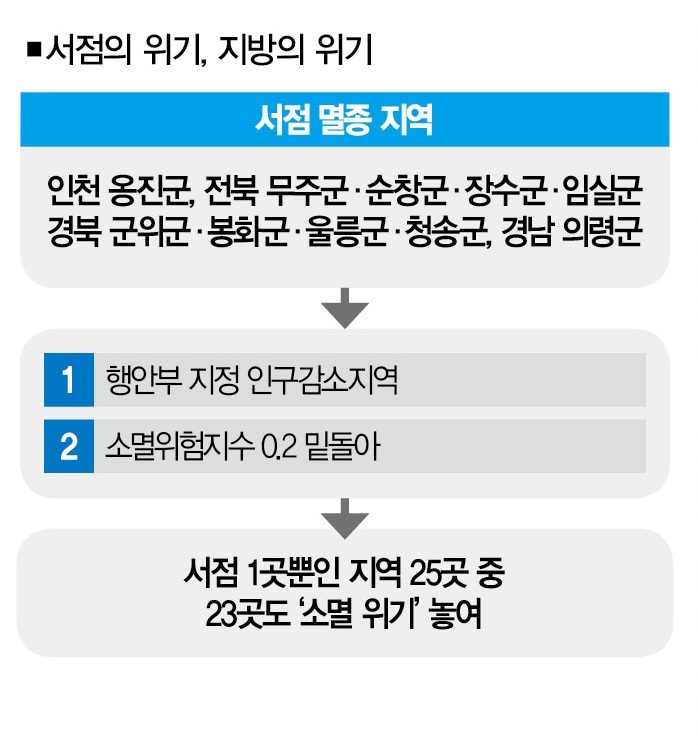 ■서점의 위기, 지방의 위기
서점 멸종 지역
인천 옹진군, 전북 무주군·순창군·장수군·임실군
경북 군위군·봉화군·울릉군·청송군, 경남 의령군
1 행안부 지정 인구감소지역
2 소멸위험지수 0.2 밑돌아
서점 1곳뿐인 지역 25곳 중
23곳도 ‘소멸 위기’ 놓여